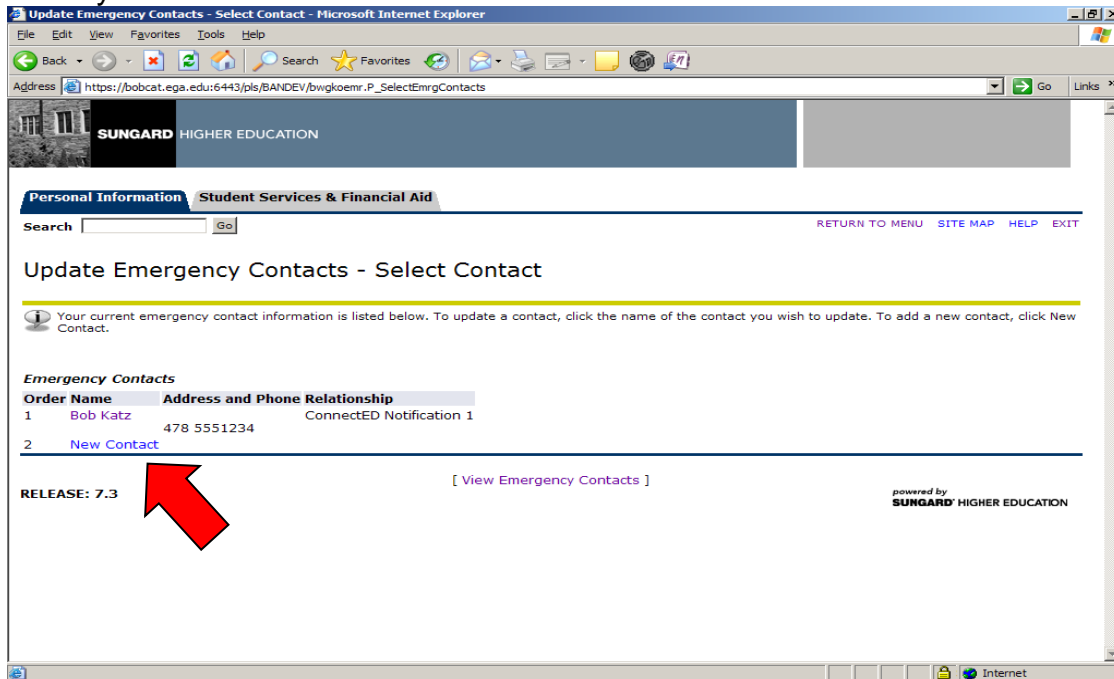 Update Emergency Contacts - Select Contact - Microsoft Internet Explorer
File Edit View Favorites Tools Help
Back Search Favorites
Address https://bobcat.ega.edu:6443/pls/BANDEV/bwgkoemr.P_SelectEmrgContacts Go Links »
SUNGARD HIGHER EDUCATION
Personal Information Student Services & Financial Aid
Search Go RETURN TO MENU SITE MAP HELP EXIT
Update Emergency Contacts - Select Contact
Your current emergency contact information is listed below. To update a contact, click the name of the contact you wish to update. To add a new contact, click New
Contact.
Emergency Contacts
Order Name Address and Phone Relationship
1 Bob Katz ConnectED Notification 1
478 5551234
2 New Contact
[ View Emergency Contacts ]
RELEASE: 7.3
powered by
SUNGARD' HIGHER EDUCATION
Internet